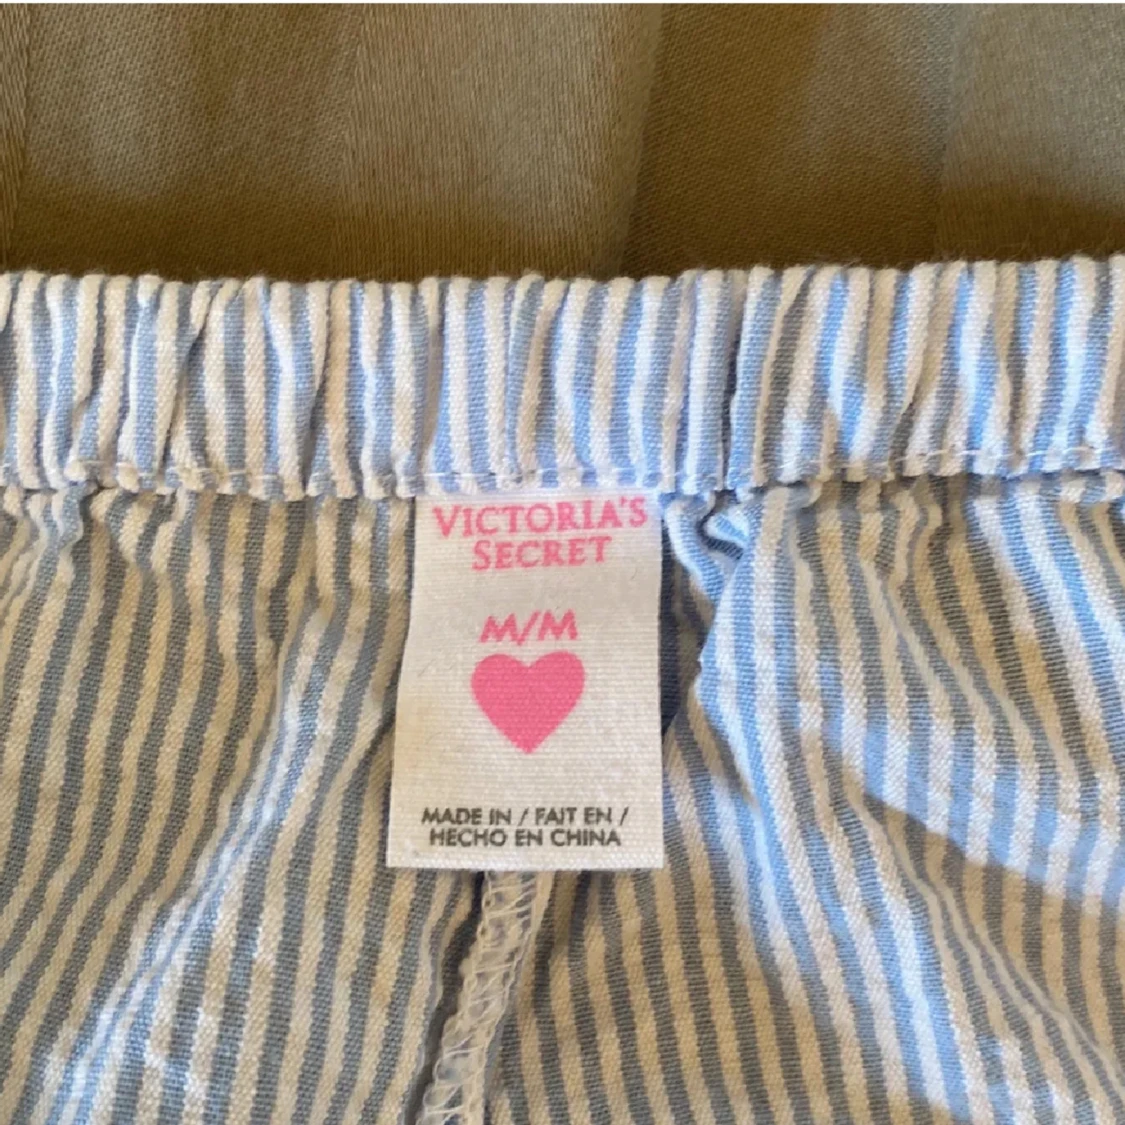 VICTORIA'S
SECRET
M/M
MADE IN / FAIT EN /
HECHO EN CHINA